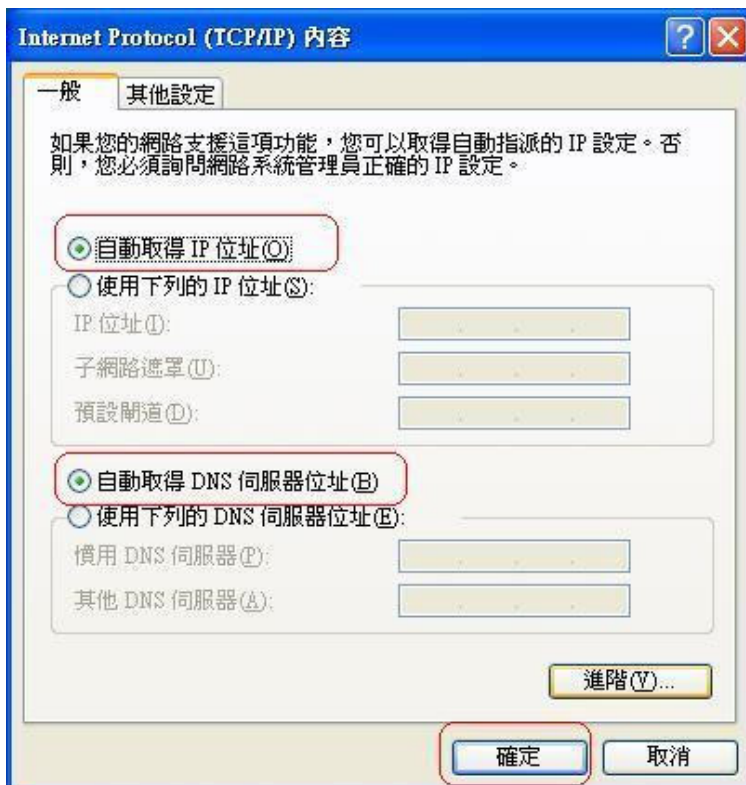 Internet Protocol (TCP/IP) 內容
一般
其他設定
如果您的網路支援這項功能，您可以取得自動指派的 IP 設定。否
則，您必須詢問網路系統管理員正確的 IP 設定。
自動取得 IP 位址(O)
使用下列的 IP 位址(S):
IP 位址(I):
子網路遮罩(U):
預設閘道(D):
自動取得 DNS 伺服器位址(B)
使用下列的 DNS 伺服器位址(E):
慣用 DNS 伺服器(P):
其他 DNS 伺服器(A):
進階(V)...
確定
取消